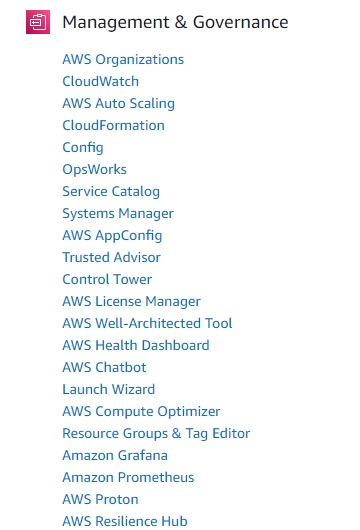 Management & Governance
AWS Organizations
CloudWatch
AWS Auto Scaling
CloudFormation
Config
OpsWorks
Service Catalog
Systems Manager
AWS AppConfig
Trusted Advisor
Control Tower
AWS License Manager
AWS Well-Architected Tool
AWS Health Dashboard
AWS Chatbot
Launch Wizard
AWS Compute Optimizer
Resource Groups & Tag Editor
Amazon Grafana
Amazon Prometheus
AWS Proton
AWS Resilience Hub